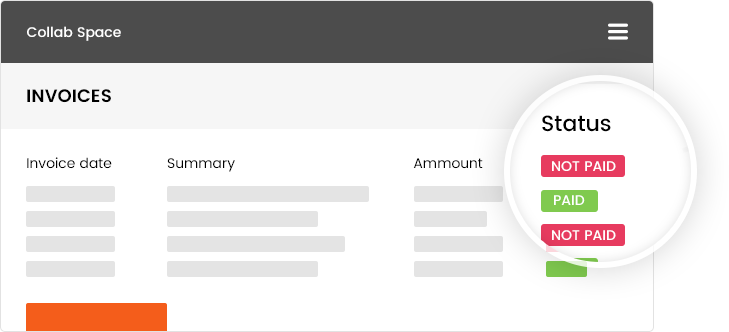 Collab Space
INVOICES
Invoice date Summary Ammount Status
NOT PAID
PAID
NOT PAID